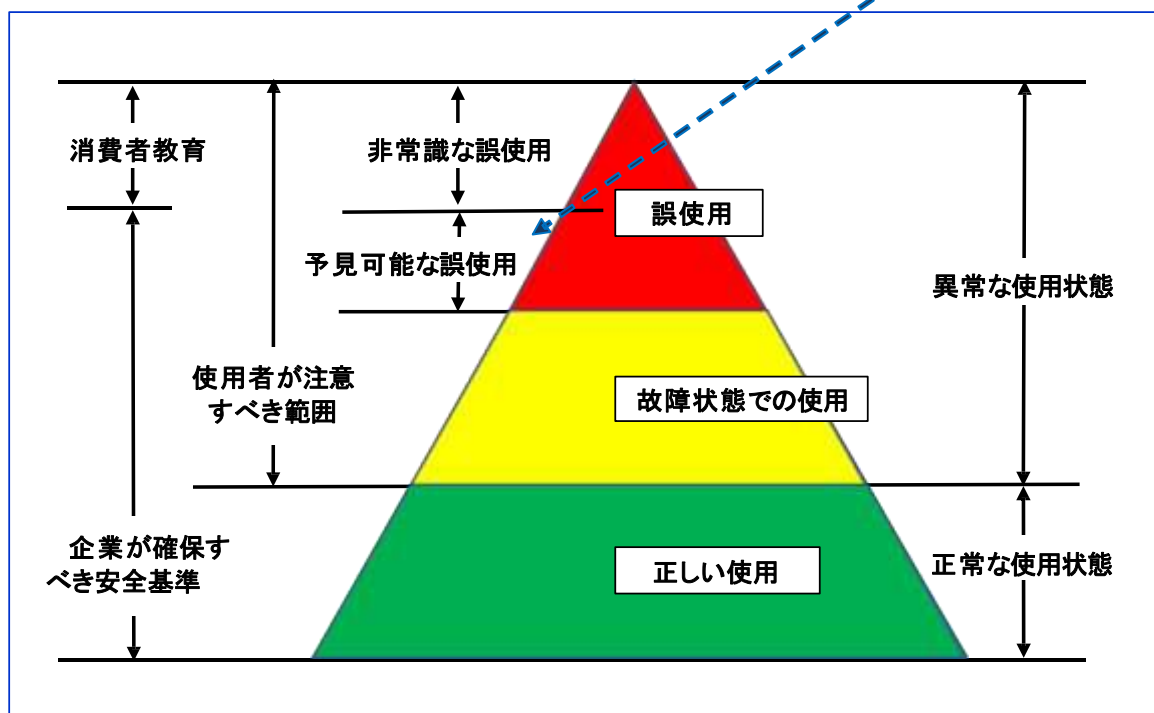 消費者教育
非常識な誤使用
誤使用
予見可能な誤使用
異常な使用状態
使用者が注意
すべき範囲
故障状態での使用
企業が確保す
べき安全基準
正しい使用
正常な使用状態